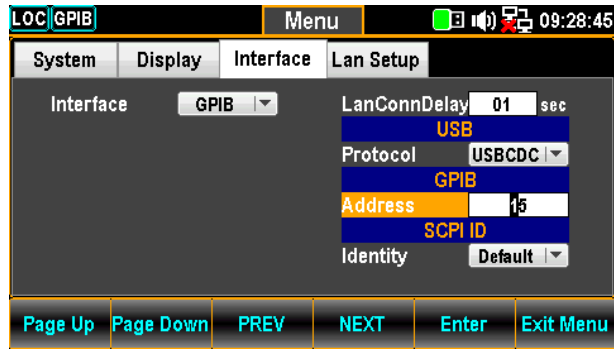 LOC GPIB Menu 09:28:45
System Display Interface Lan Setup
Interface GPIB LanConnDelay 01 sec
USB
Protocol USBCDC
GPIB
Address 15
SCPI ID
Identity Default
Page Up Page Down PREV NEXT Enter Exit Menu